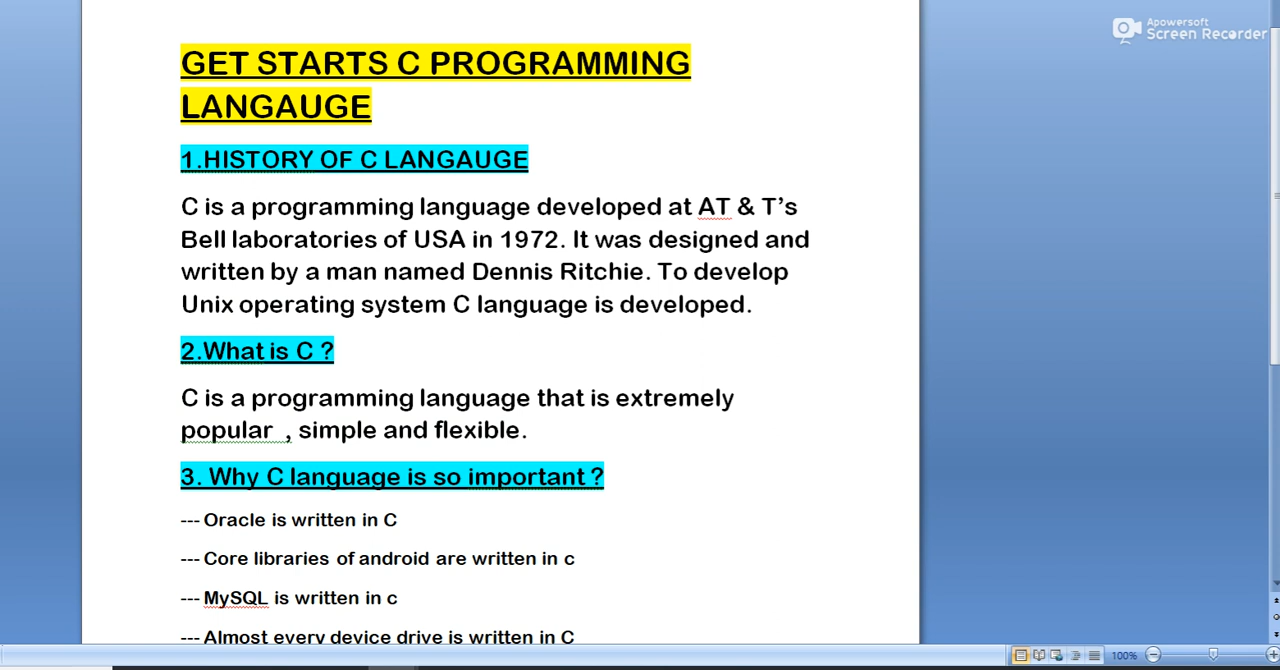 Apowersoft
Screen Recorder
GET STARTS C PROGRAMMING
LANGAUGE
1.HISTORY OF C LANGAUGE
C is a programming language developed at AT & T’s
Bell laboratories of USA in 1972. It was designed and
written by a man named Dennis Ritchie. To develop
Unix operating system C language is developed.
2.What is C ?
C is a programming language that is extremely
popular , simple and flexible.
3. Why C language is so important ?
--- Oracle is written in C
--- Core libraries of android are written in c
--- MySQL is written in c
--- Almost every device drive is written in C
100%